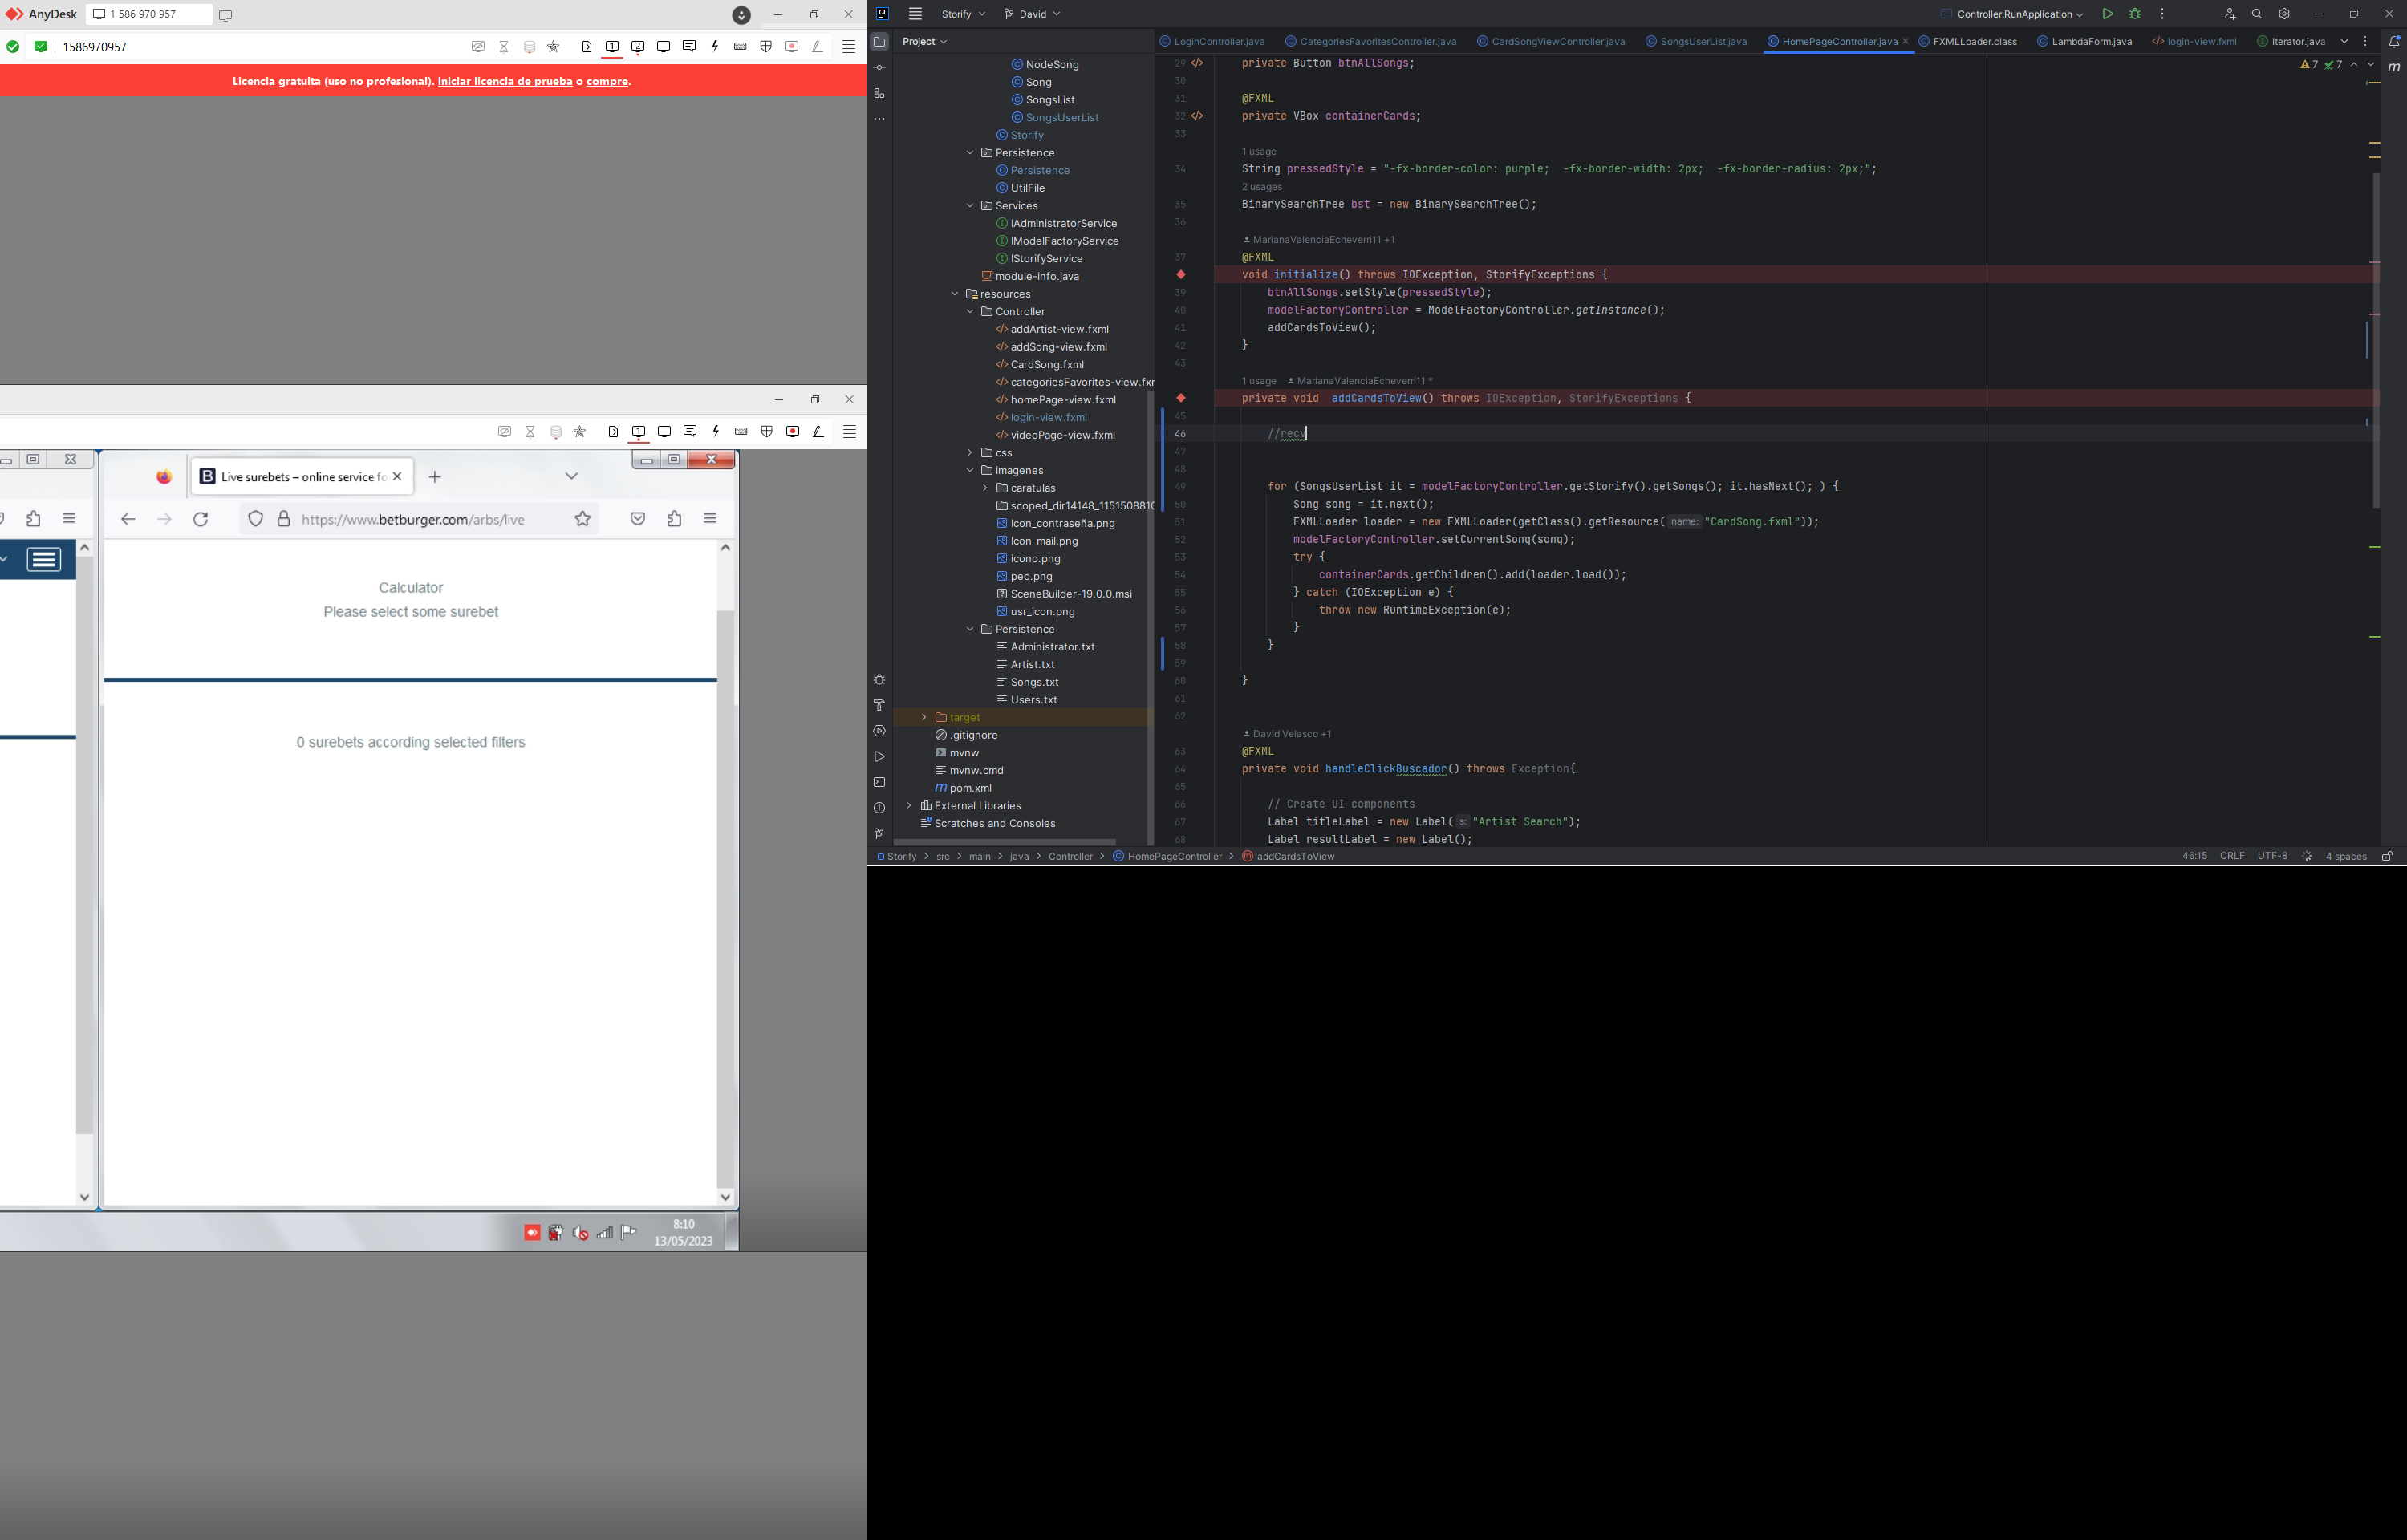 AnyDesk
1 586 970 957
1586970957
Licencia gratuita (uso no profesional). Iniciar licencia de prueba o compre.
Live surebets – online service fo
https://www.betburger.com/arbs/live
Calculator
Please select some surebet
0 surebets according selected filters
8:10
13/05/2023
Storify
David
Controller.RunApplication
Project
LoginController.java
CategoriesFavoritesController.java
CardSongViewController.java
SongsUserList.java
HomePageController.java
FXMLLoader.class
LambdaForm.java
login-view.fxml
Iterator.java
NodeSong
Song
SongsList
SongsUserList
Storify
Persistence
Persistence
UtilFile
Services
IAdministratorService
IModelFactoryService
IStorifyService
module-info.java
resources
Controller
addArtist-view.fxml
addSong-view.fxml
CardSong.fxml
categoriesFavorites-view.fxr
homePage-view.fxml
login-view.fxml
videoPage-view.fxml
css
imagenes
caratulas
scoped_dir14148_115150881
Icon_contraseña.png
Icon_mail.png
icono.png
peo.png
SceneBuilder-19.0.0.msi
usr_icon.png
Persistence
Administrator.txt
Artist.txt
Songs.txt
Users.txt
target
.gitignore
mvnw
mvnw.cmd
pom.xml
External Libraries
Scratches and Consoles
7 7
29 private Button btnAllSongs;
30
31 @FXML
32 private VBox containerCards;
33
1 usage
34 String pressedStyle = "-fx-border-color: purple;  -fx-border-width: 2px;  -fx-border-radius: 2px;";
2 usages
35 BinarySearchTree bst = new BinarySearchTree();
36
MarianaValenciaEcheverri11 +1
37 @FXML
void initialize() throws IOException, StorifyExceptions {
39 btnAllSongs.setStyle(pressedStyle);
40 modelFactoryController = ModelFactoryController.getInstance();
41 addCardsToView();
42 }
43
1 usage MarianaValenciaEcheverri11 *
private void  addCardsToView() throws IOException, StorifyExceptions {
45
46 //recv
47
48
49 for (SongsUserList it = modelFactoryController.getStorify().getSongs(); it.hasNext(); ) {
50 Song song = it.next();
51 FXMLLoader loader = new FXMLLoader(getClass().getResource( name: "CardSong.fxml"));
52 modelFactoryController.setCurrentSong(song);
53 try {
54 containerCards.getChildren().add(loader.load());
55 } catch (IOException e) {
56 throw new RuntimeException(e);
57 }
58 }
59
60 }
61
62
David Velasco +1
63 @FXML
64 private void handleClickBuscador() throws Exception{
65
66 // Create UI components
67 Label titleLabel = new Label( s: "Artist Search");
68 Label resultLabel = new Label();
Storify > src > main > java > Controller > HomePageController > addCardsToView
46:15 CRLF UTF-8 4 spaces